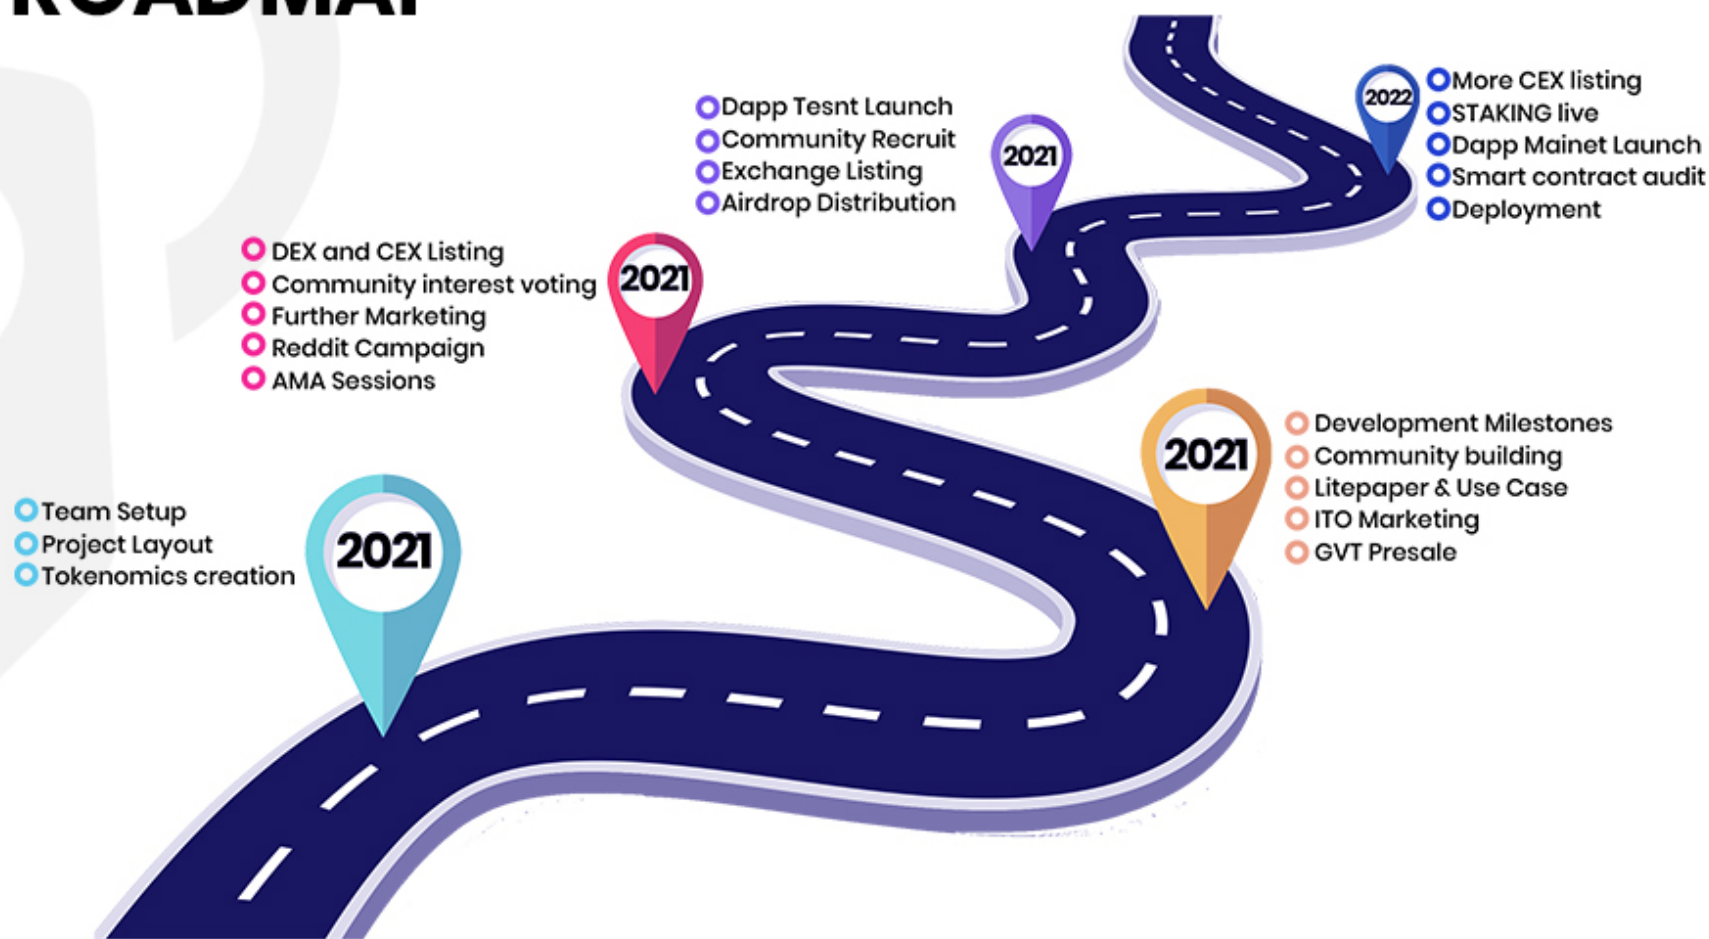 ROADMAP
2022
More CEX listing
STAKING live
Dapp Mainet Launch
Smart contract audit
Deployment
2021
Dapp Tesnt Launch
Community Recruit
Exchange Listing
Airdrop Distribution
2021
DEX and CEX Listing
Community interest voting
Further Marketing
Reddit Campaign
AMA Sessions
2021
Development Milestones
Community building
Litepaper & Use Case
ITO Marketing
GVT Presale
2021
Team Setup
Project Layout
Tokenomics creation